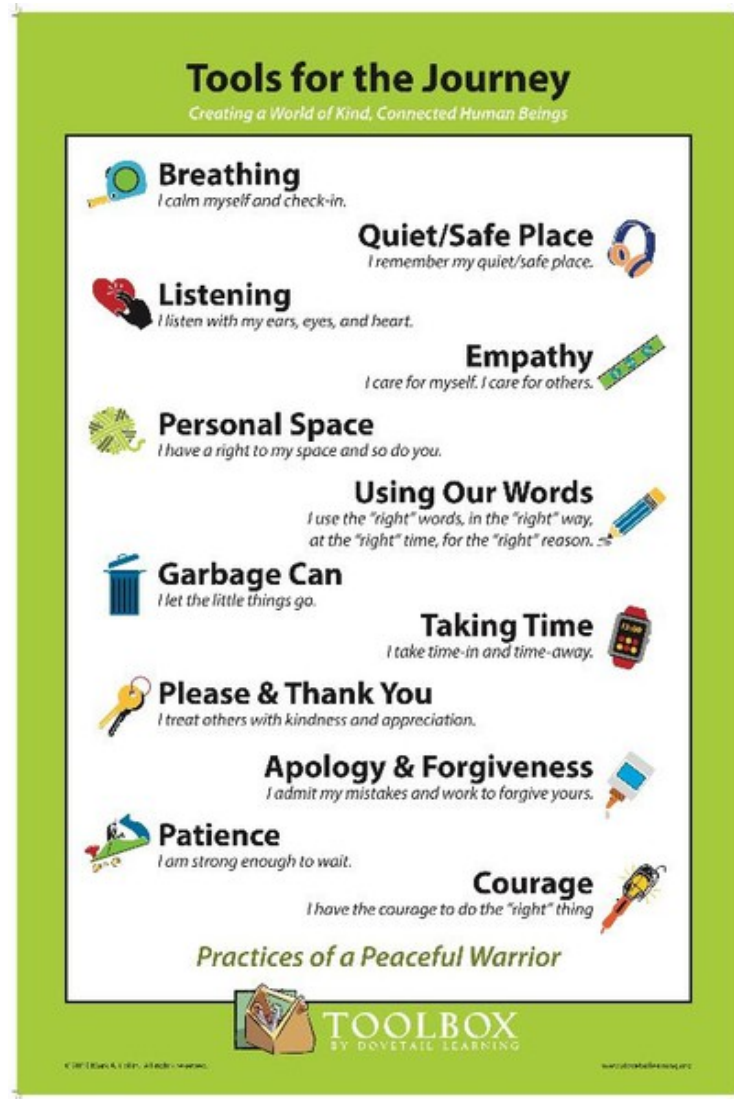 Tools for the Journey
Creating a World of Kind, Connected Human Beings
Breathing
I calm myself and check-in.
Quiet/Safe Place
I remember my quiet/safe place.
Listening
I listen with my ears, eyes, and heart.
Empathy
I care for myself. I care for others.
Personal Space
I have a right to my space and so do you.
Using Our Words
I use the "right" words, in the "right" way,
at the "right" time, for the "right" reason.
Garbage Can
I let the little things go.
Taking Time
I take time-in and time-away.
Please & Thank You
I treat others with kindness and appreciation.
Apology & Forgiveness
I admit my mistakes and work to forgive yours.
Patience
I am strong enough to wait.
Courage
I have the courage to do the "right" thing
Practices of a Peaceful Warrior
TOOLBOX
BY DOVETAIL LEARNING